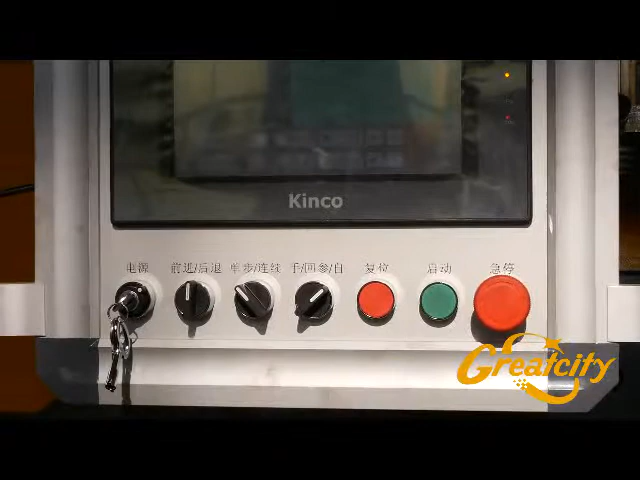 Kinco
电源
前进/后退
单步/连续
手/回参/自
复位
启动
急停
Greatcity